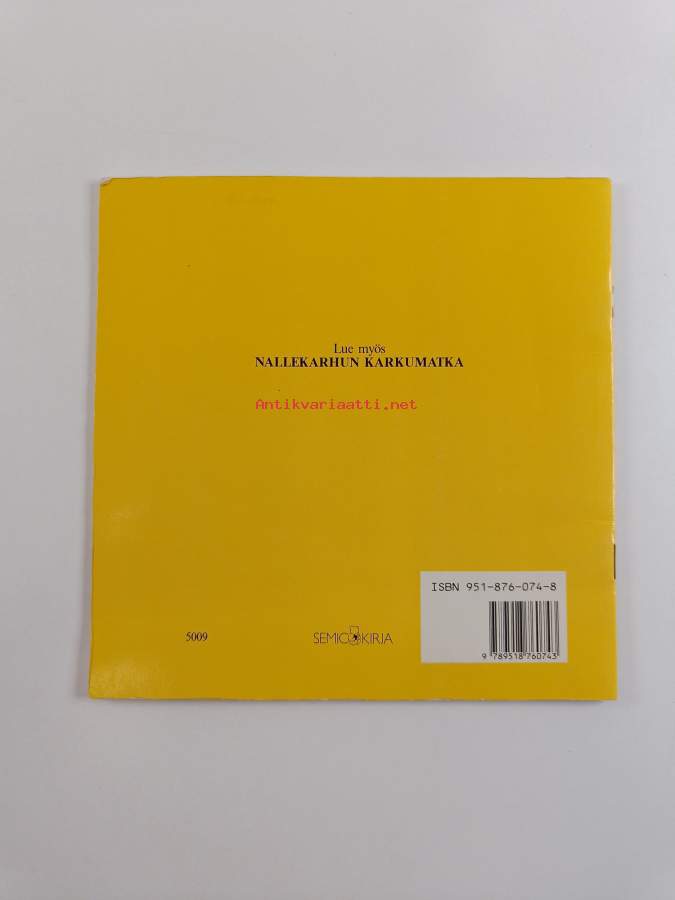 Lue myös
NALLEKARHUN KARKUMATKA
Antikvariaatti.net
ISBN 951-876-074-8
5009
SEMIC KIRJA
9 789518 760743